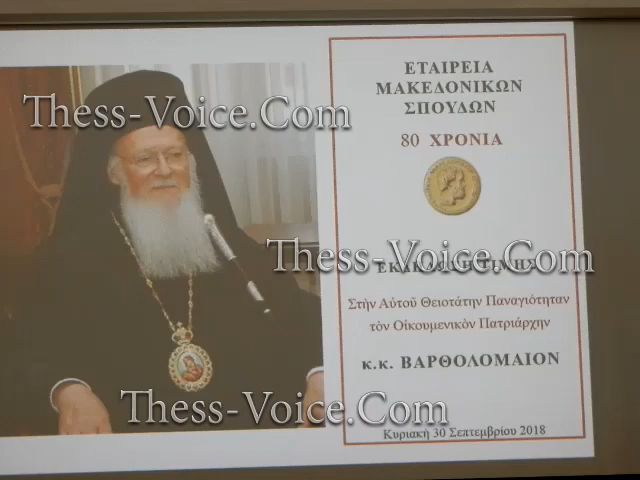 ΕΤΑΙΡΕΙΑ
ΜΑΚΕΔΟΝΙΚΩΝ
ΣΠΟΥΔΩΝ
Thess-Voice.Com
80 ΧΡΟΝΙΑ
Thess-Voice.Com
ΤΙΜΗΣ
Στὴν Αὐτοῦ Θειοτάτην Παναγιότηταν
τὸν Οἰκουμενικὸν Πατριάρχην
κ.κ. ΒΑΡΘΟΛΟΜΑΙΟΝ
Thess-Voice.Com
Κυριακή 30 Σεπτεμβρίου 2018